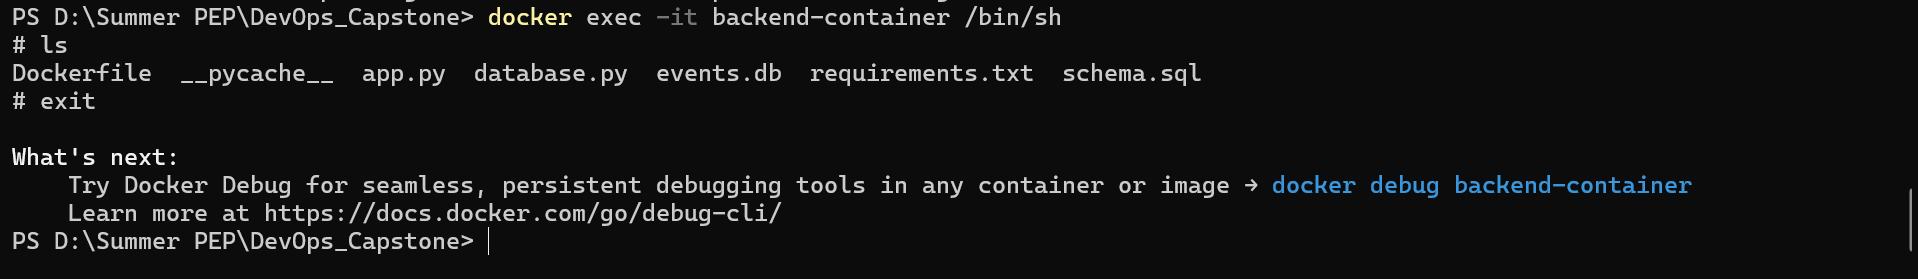 PS D:\Summer PEP\DevOps_Capstone> docker exec -it backend-container /bin/sh
# ls
Dockerfile  __pycache__  app.py  database.py  events.db  requirements.txt  schema.sql
# exit
What's next:
Try Docker Debug for seamless, persistent debugging tools in any container or image → docker debug backend-container
Learn more at https://docs.docker.com/go/debug-cli/
PS D:\Summer PEP\DevOps_Capstone>